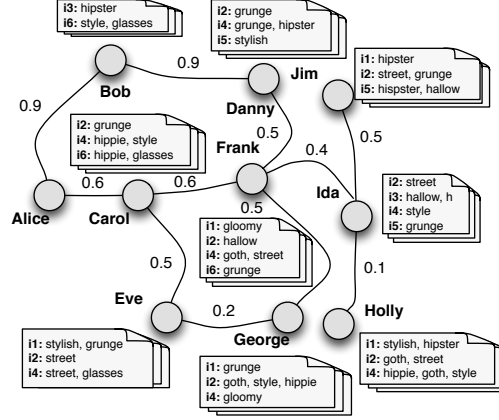 i3: hipster
i6: style, glasses
i2: grunge
i4: grunge, hipster
i5: stylish
0.9
Bob
Jim
i1: hipster
i2: street, grunge
i5: hispster, hallow
Danny
0.9
i2: grunge
i4: hippie, style
i6: hippie, glasses
0.5
Frank
0.4
0.5
0.6
0.6
Alice
Carol
0.5
Ida
i2: street
i3: hallow, h
i4: style
i5: grunge
i1: gloomy
i2: hallow
i4: goth, street
i6: grunge
0.5
0.1
Eve
0.2
George
Holly
i1: stylish, grunge
i2: street
i4: street, glasses
i1: grunge
i2: goth, style, hippie
i4: gloomy
i1: stylish, hipster
i2: goth, street
i4: hippie, goth, style